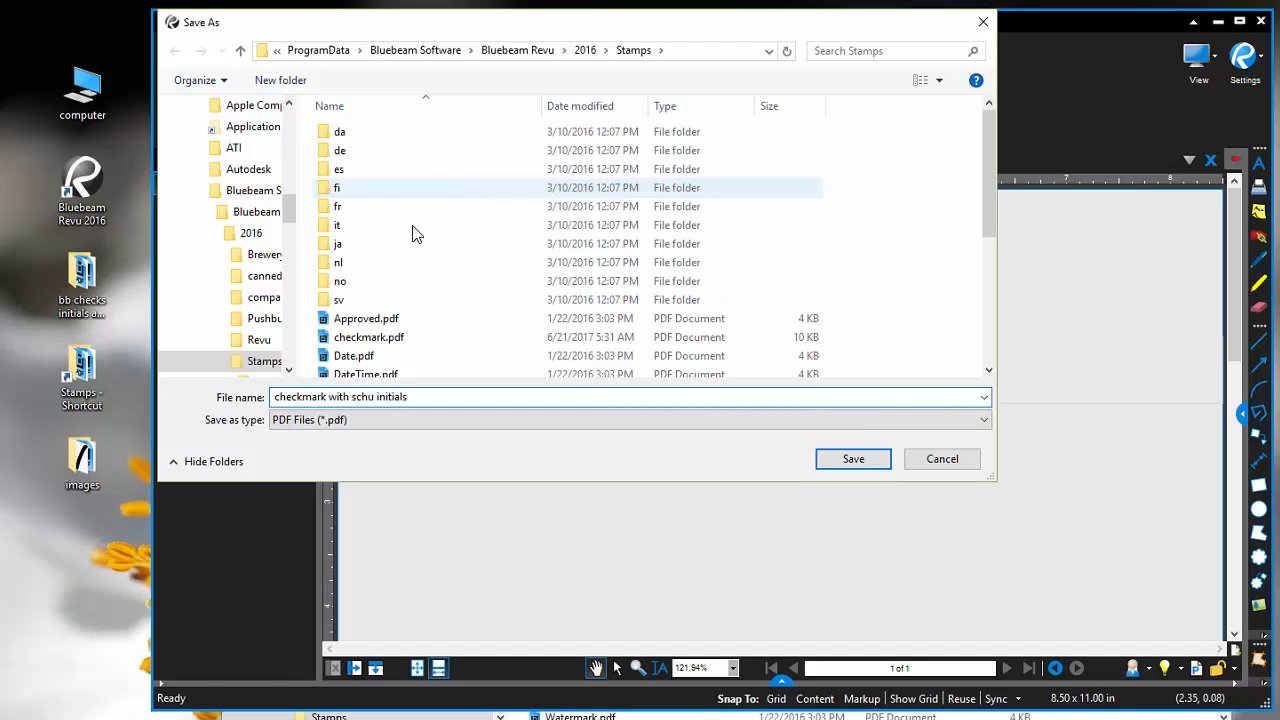 Save As
« ProgramData › Bluebeam Software › Bluebeam Revu › 2016 › Stamps ›
Search Stamps
Organize
New folder
View
Settings
computer
Bluebeam
Revu 2016
bb checks
initials a...
Stamps -
Shortcut
images
Apple Comp
Application
ATI
Autodesk
Bluebeam S
Bluebeam
2016
Brewery
canned
compa
Pushbu
Revu
Stamps
Name Date modified Type Size
da 3/10/2016 12:07 PM File folder
de 3/10/2016 12:07 PM File folder
es 3/10/2016 12:07 PM File folder
fi 3/10/2016 12:07 PM File folder
fr 3/10/2016 12:07 PM File folder
it 3/10/2016 12:07 PM File folder
ja 3/10/2016 12:07 PM File folder
nl 3/10/2016 12:07 PM File folder
no 3/10/2016 12:07 PM File folder
sv 3/10/2016 12:07 PM File folder
Approved.pdf 1/22/2016 3:03 PM PDF Document 4 KB
checkmark.pdf 6/21/2017 5:31 AM PDF Document 10 KB
Date.pdf 1/22/2016 3:03 PM PDF Document 4 KB
DateTime.pdf 1/22/2016 3:03 PM PDF Document 4 KB
File name: checkmark with schu initials
Save as type: PDF Files (*.pdf)
Hide Folders
Save
Cancel
7 8
4
121.94%
1 of 1
Ready
Snap To: Grid Content Markup Show Grid Reuse Sync
8.50 x 11.00 in
(2.35, 0.08)
Stamps
Watermark.pdf 1/22/2016 3:03 PM PDF Document 4 KB